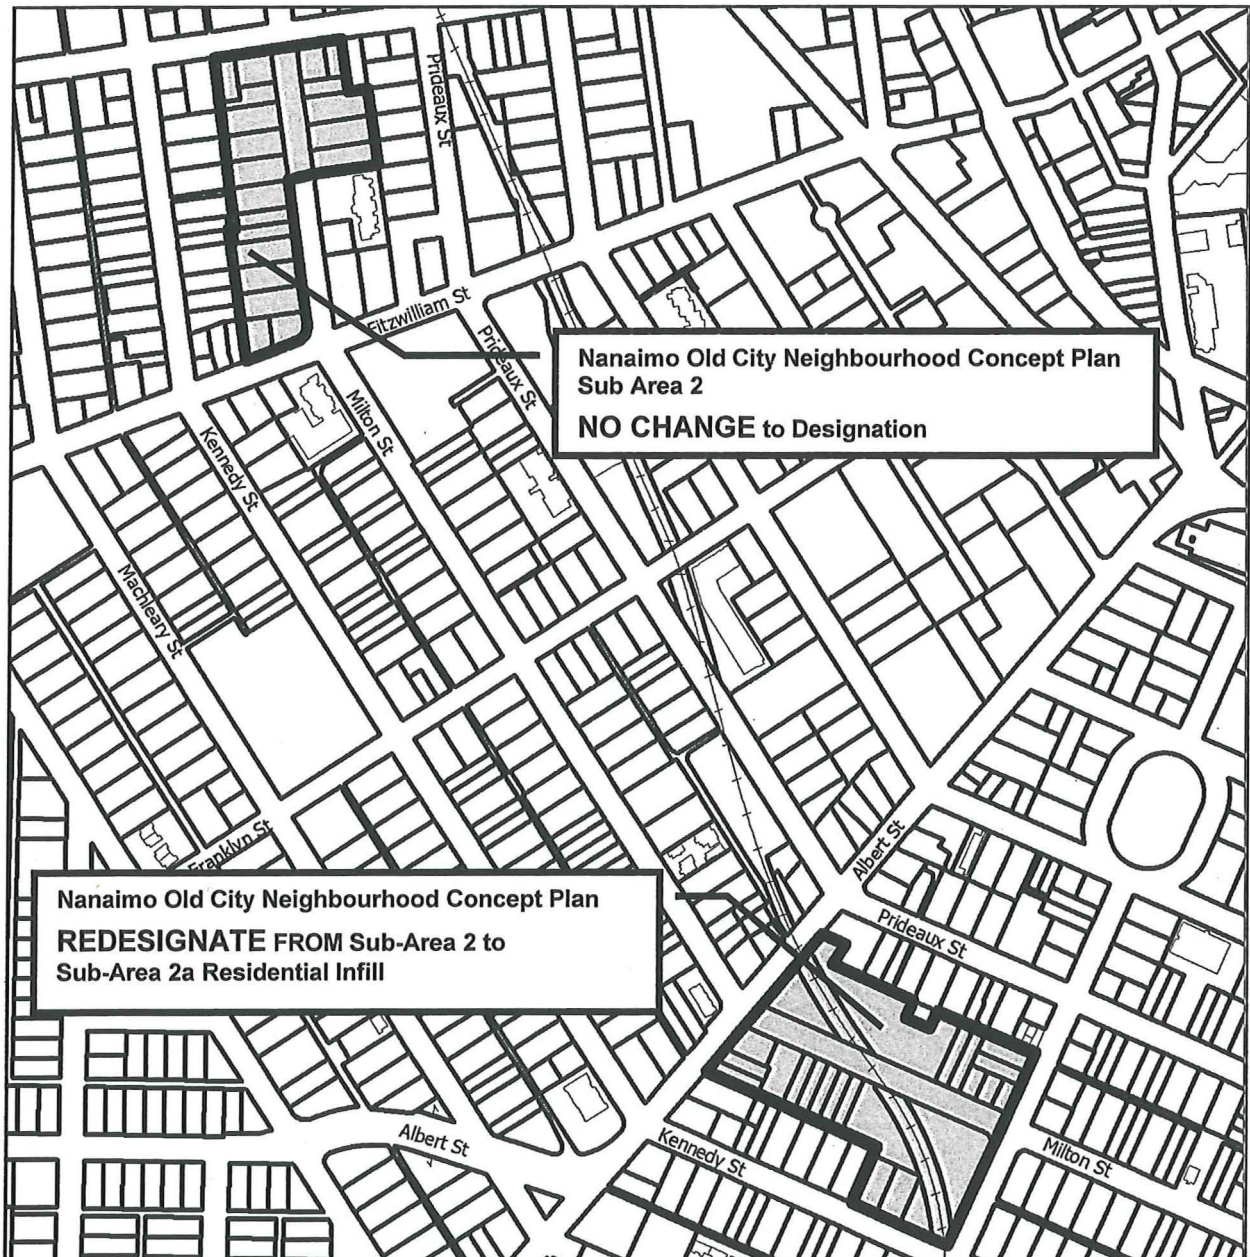 Prideaux St
Fitzwilliam St
Prideaux St
Nanaimo Old City Neighbourhood Concept Plan
Sub Area 2
NO CHANGE to Designation
Milton St
Kennedy St
Machleary St
Franklyn St
Albert St
Nanaimo Old City Neighbourhood Concept Plan
REDESIGNATE FROM Sub-Area 2 to
Sub-Area 2a Residential Infill
Prideaux St
Albert St
Kennedy St
Milton St